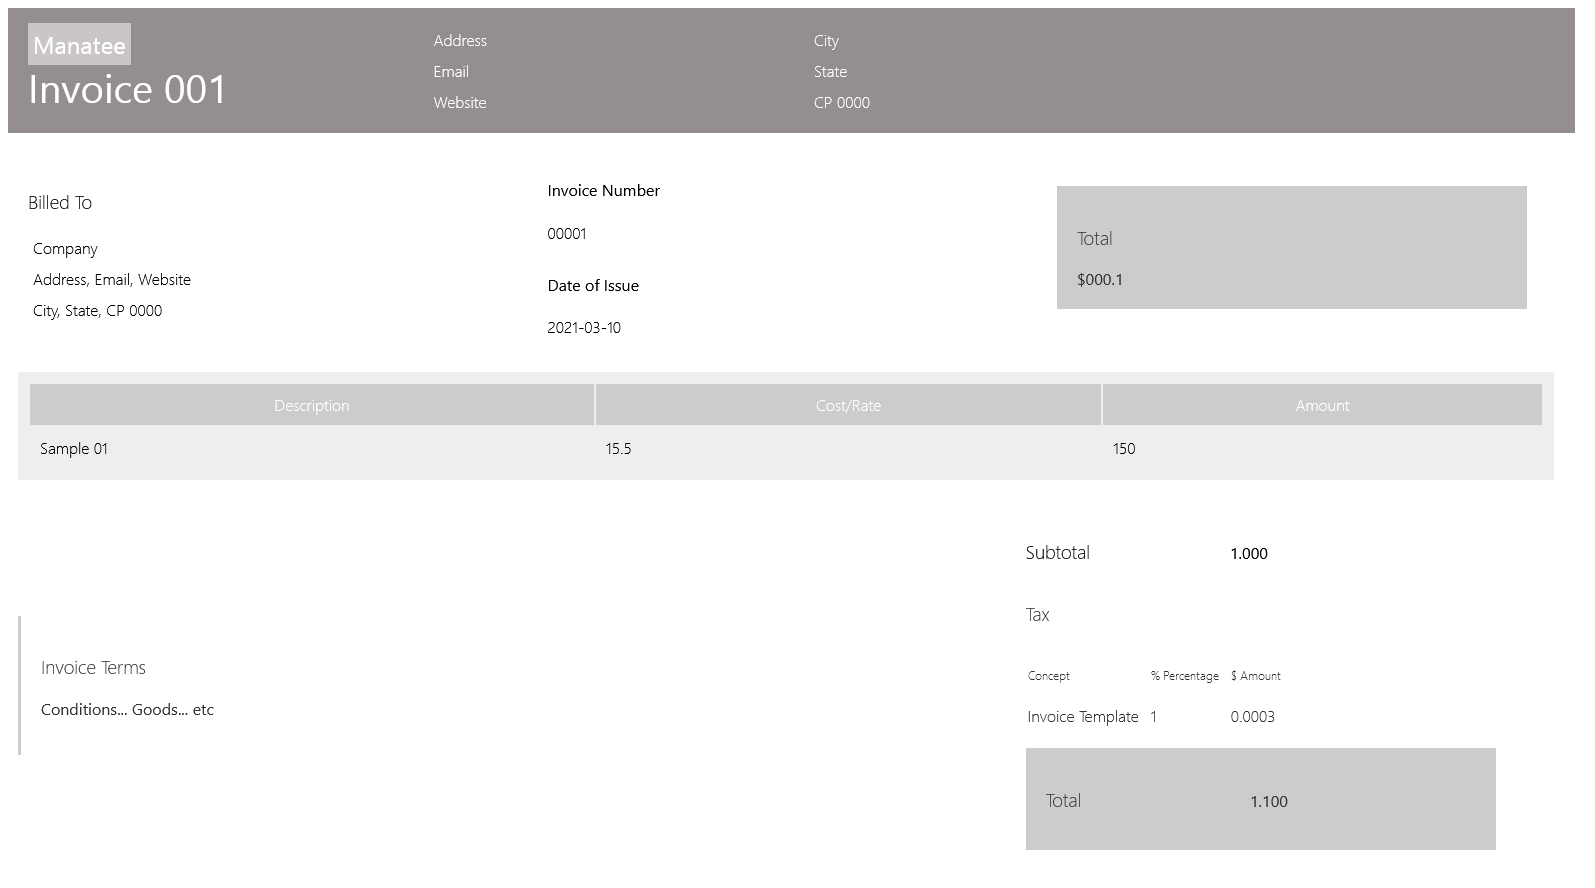 Manatee
Invoice 001
Address
Email
Website
City
State
CP 0000
Billed To
Company
Address, Email, Website
City, State, CP 0000
Invoice Number
00001
Date of Issue
2021-03-10
Total
$000.1
Description Cost/Rate Amount
Sample 01 15.5 150
Subtotal 1.000
Tax
Concept % Percentage $ Amount
Invoice Template 1 0.0003
Total 1.100
Invoice Terms
Conditions... Goods... etc